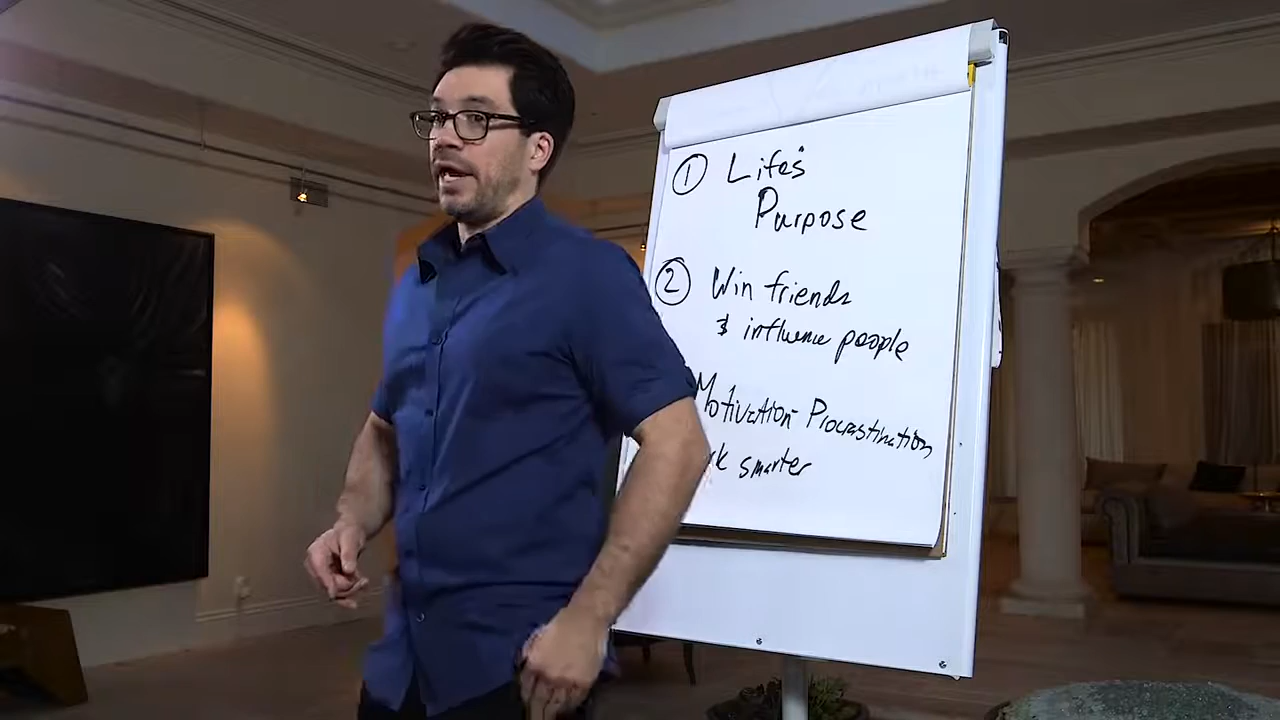 ① Life's
Purpose
② Win friends
& influence people
Motivation Procrastination
smarter